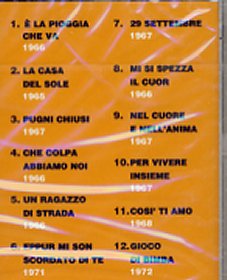 1. È LA PIOGGIA
CHE VA
1966
2. LA CASA
DEL SOLE
1965
3. PUGNI CHIUSI
1967
4. CHE COLPA
ABBIAMO NOI
1966
5. UN RAGAZZO
DI STRADA
1966
6. EPPUR MI SON
SCORDATO DI TE
1971
7. 29 SETTEMBRE
1967
8. MI SI SPEZZA
IL CUOR
1966
9. NEL CUORE
E NELL'ANIMA
1967
10. PER VIVERE
INSIEME
1967
11. COSI' TI AMO
1968
12. GIOCO
DI BIMBA
1972